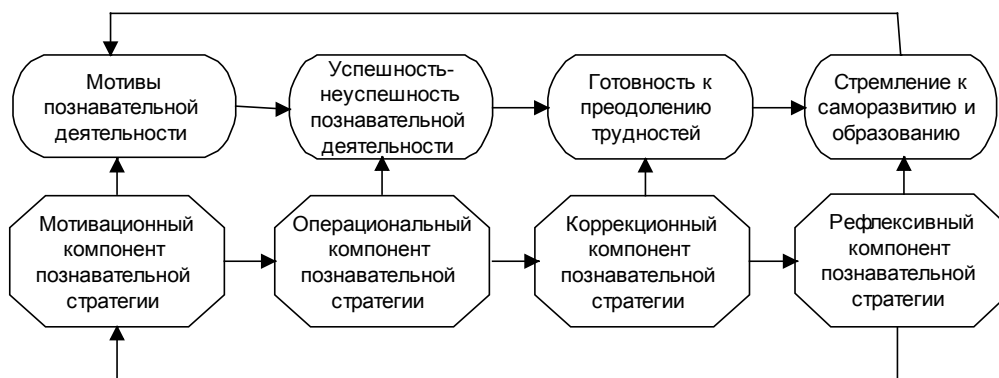 Мотивы
познавательной
деятельности
Успешность-
неуспешность
познавательной
деятельности
Готовность к
преодолению
трудностей
Стремление к
саморазвитию и
образованию
Мотивационный
компонент
познавательной
стратегии
Операциональный
компонент
познавательной
стратегии
Коррекционный
компонент
познавательной
стратегии
Рефлексивный
компонент
познавательной
стратегии